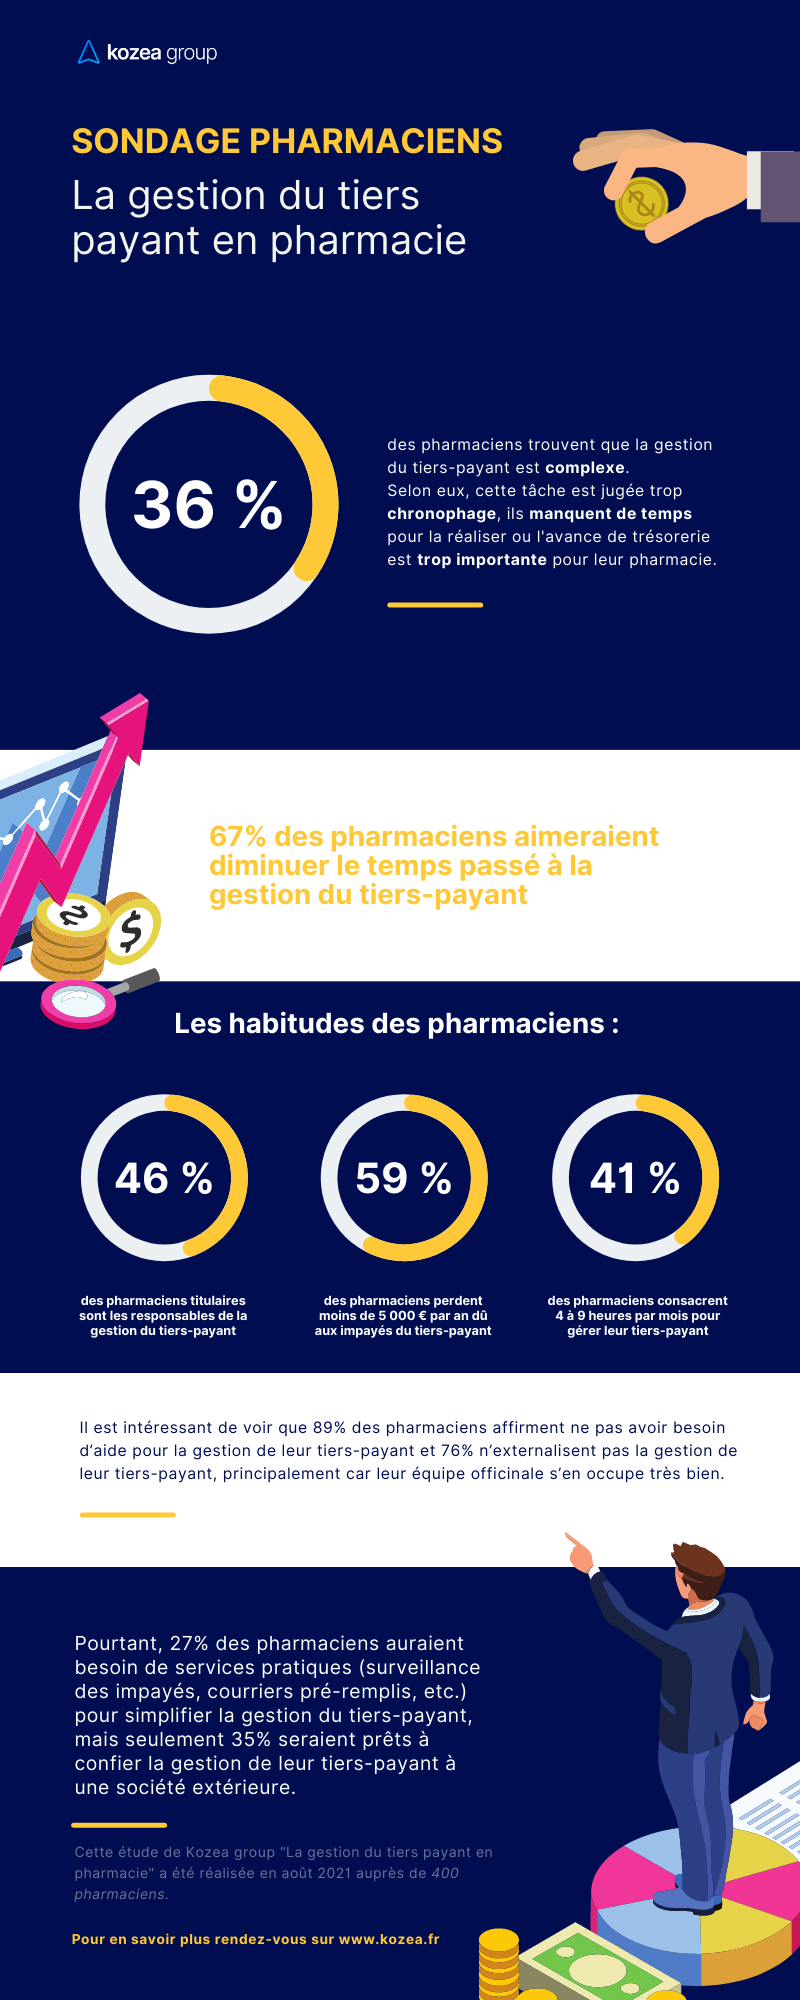 kozea group
SONDAGE PHARMACIENS
La gestion du tiers
payant en pharmacie
36 %
des pharmaciens trouvent que la gestion
du tiers-payant est complexe.
Selon eux, cette tâche est jugée trop
chronophage, ils manquent de temps
pour la réaliser ou l'avance de trésorerie
est trop importante pour leur pharmacie.
67% des pharmaciens aimeraient
diminuer le temps passé à la
gestion du tiers-payant
Les habitudes des pharmaciens :
46 %
des pharmaciens titulaires
sont les responsables de la
gestion du tiers-payant
59 %
des pharmaciens perdent
moins de 5 000 € par an dû
aux impayés du tiers-payant
41 %
des pharmaciens consacrent
4 à 9 heures par mois pour
gérer leur tiers-payant
Il est intéressant de voir que 89% des pharmaciens affirment ne pas avoir besoin
d’aide pour la gestion de leur tiers-payant et 76% n’externalisent pas la gestion de
leur tiers-payant, principalement car leur équipe officinale s’en occupe très bien.
Pourtant, 27% des pharmaciens auraient
besoin de services pratiques (surveillance
des impayés, courriers pré-remplis, etc.)
pour simplifier la gestion du tiers-payant,
mais seulement 35% seraient prêts à
confier la gestion de leur tiers-payant à
une société extérieure.
Cette étude de Kozea group "La gestion du tiers payant en
pharmacie" a été réalisée en août 2021 auprès de 400
pharmaciens.
Pour en savoir plus rendez-vous sur www.kozea.fr